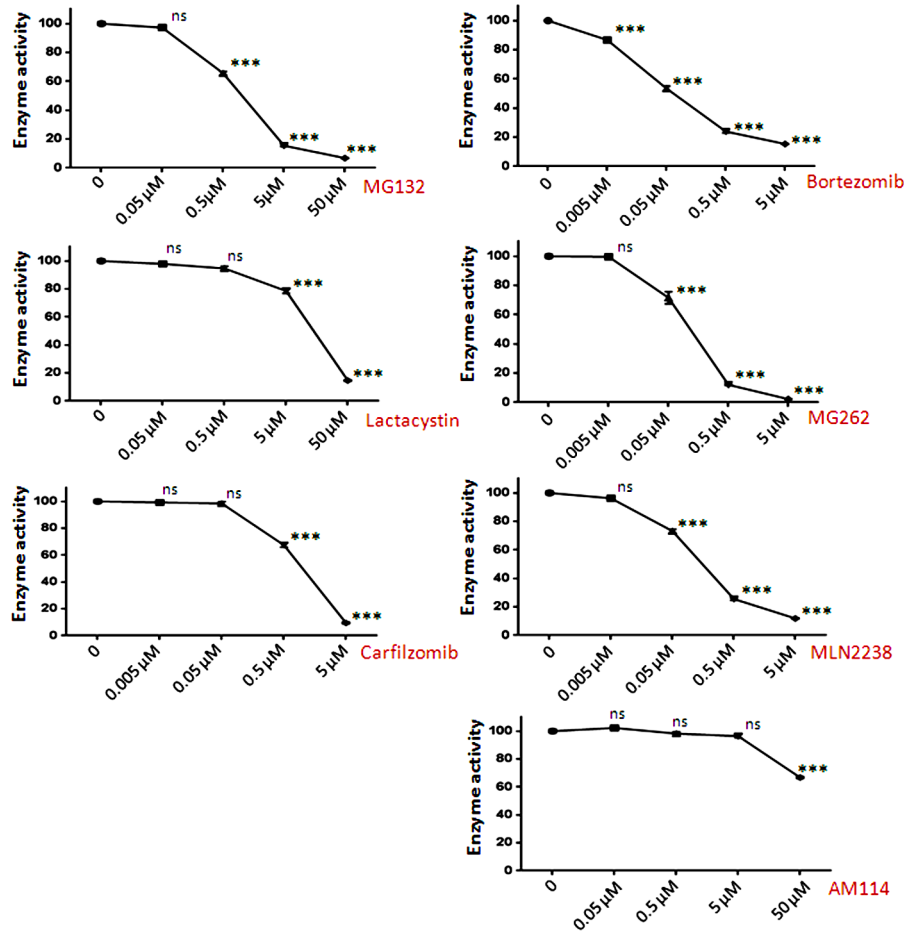 Enzyme activity
100
80
60
40
20
0
ns
***
***
***
0
0.05 µM
0.5µM
5µM
50 µM
MG132
Enzyme activity
100
80
60
40
20
0
***
***
***
***
0
0.005 µM
0.05 µM
0.5 µM
5 µM
Bortezomib
Enzyme activity
100
80
60
40
20
0
ns
ns
***
***
0
0.05 µM
0.5 µM
5 µM
50 µM
Lactacystin
Enzyme activity
100
80
60
40
20
0
ns
***
***
***
0
0.005 µM
0.05 µM
0.5 µM
5 µM
MG262
Enzyme activity
100
80
60
40
20
0
ns
ns
***
***
0
0.005 µM
0.05 µM
0.5 µM
5 µM
Carfilzomib
Enzyme activity
100
80
60
40
20
0
ns
***
***
***
0
0.005 µM
0.05 µM
0.5 µM
5 µM
MLN2238
Enzyme activity
100
80
60
40
20
0
ns
ns
ns
***
0
0.05 µM
0.5 µM
5 µM
50 µM
AM114